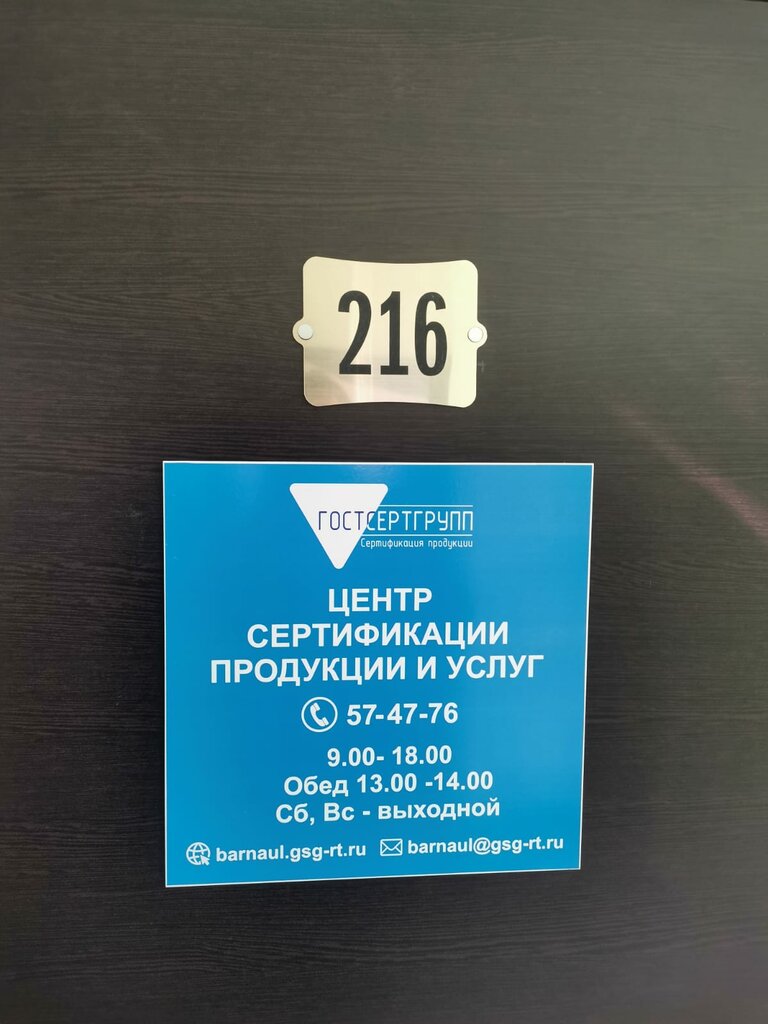 216
ГОСТСЕРТГРУПП
Сертификация продукции
ЦЕНТР
СЕРТИФИКАЦИИ
ПРОДУКЦИИ И УСЛУГ
57-47-76
9.00- 18.00
Обед 13.00 -14.00
Сб, Вс - выходной
barnaul.gsg-rt.ru barnaul@gsg-rt.ru